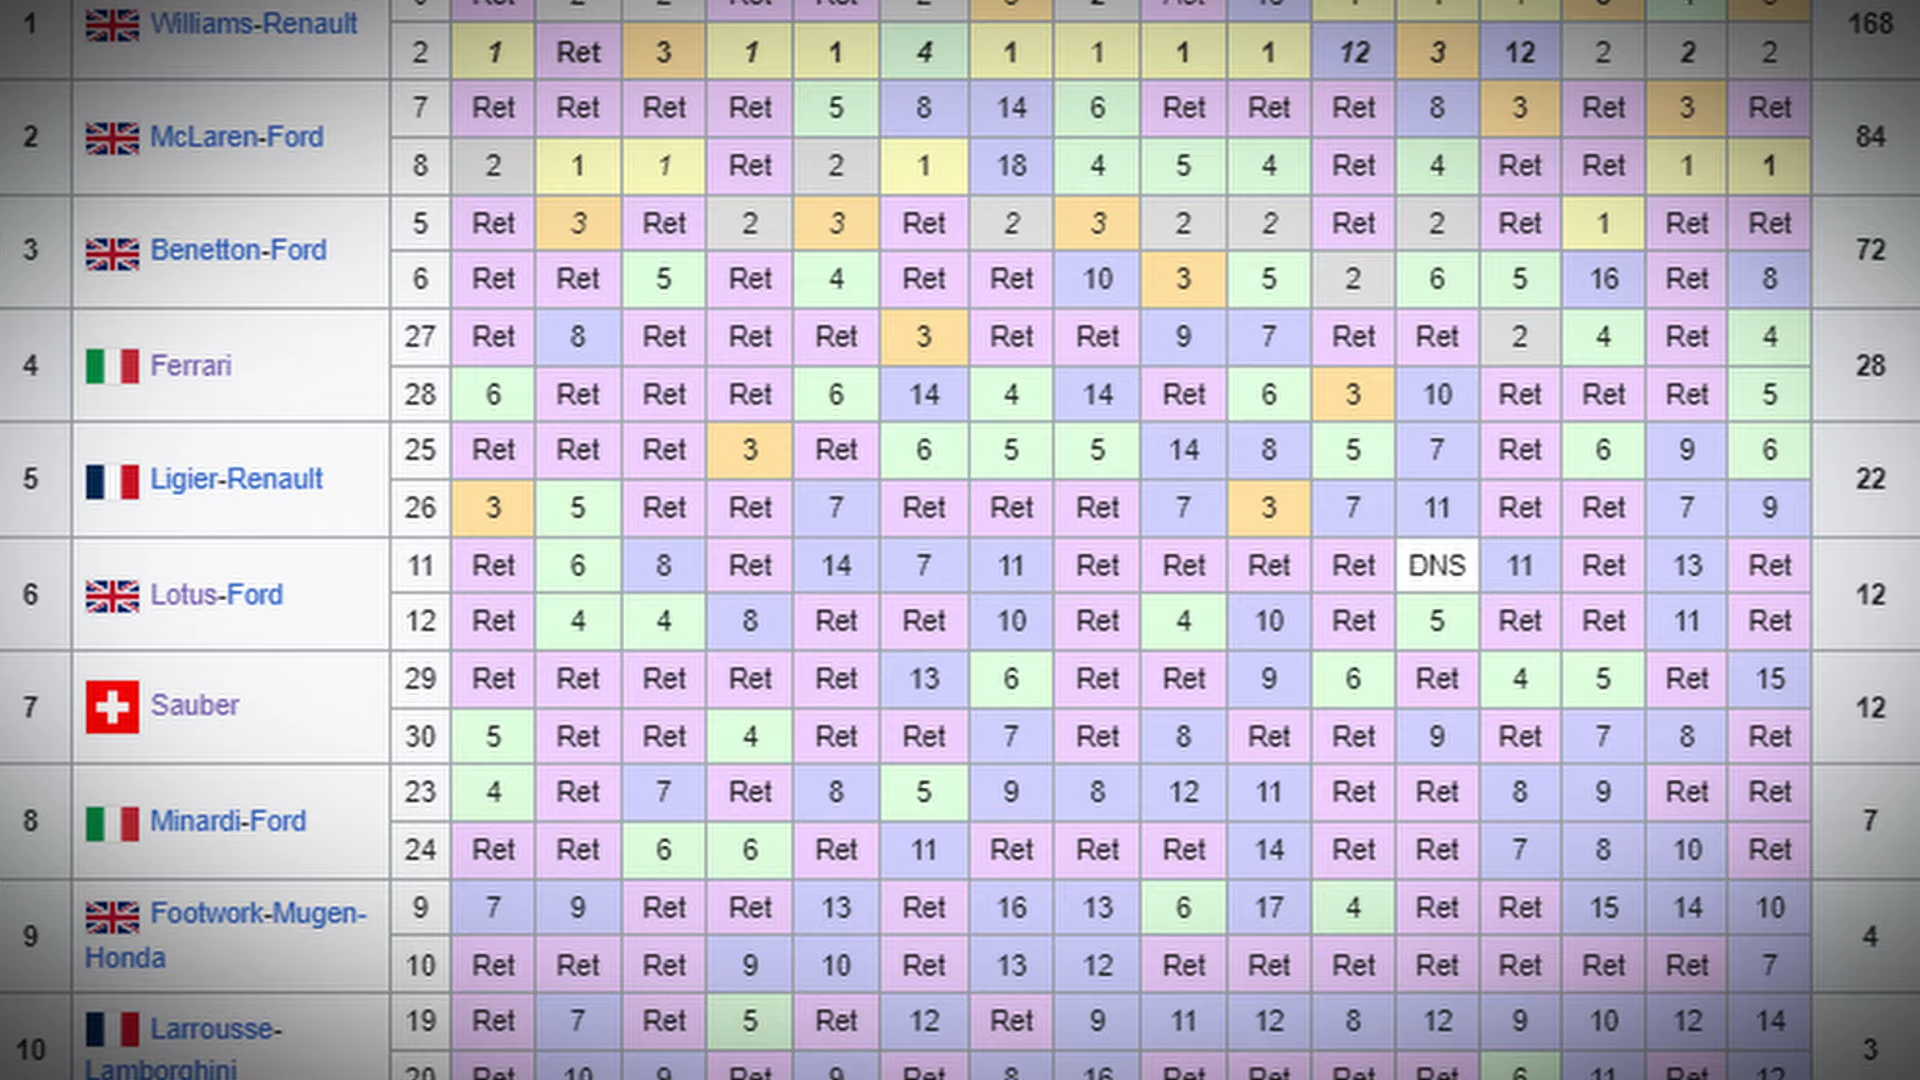 1 Williams-Renault 168
2 1 Ret 3 1 1 4 1 1 1 1 12 3 12 2 2 2
2 McLaren-Ford 7 Ret Ret Ret Ret 5 8 14 6 Ret Ret Ret 8 3 Ret 3 Ret 84
8 2 1 1 Ret 2 1 18 4 5 4 Ret 4 Ret Ret 1 1
3 Benetton-Ford 5 Ret 3 Ret 2 3 Ret 2 3 2 2 Ret 2 Ret 1 Ret Ret 72
6 Ret Ret 5 Ret 4 Ret Ret 10 3 5 2 6 5 16 Ret 8
4 Ferrari 27 Ret 8 Ret Ret Ret 3 Ret Ret 9 7 Ret Ret 2 4 Ret 4 28
28 6 Ret Ret Ret 6 14 4 14 Ret 6 3 10 Ret Ret Ret 5
5 Ligier-Renault 25 Ret Ret Ret 3 Ret 6 5 5 14 8 5 7 Ret 6 9 6 22
26 3 5 Ret Ret 7 Ret Ret Ret 7 3 7 11 Ret Ret 7 9
6 Lotus-Ford 11 Ret 6 8 Ret 14 7 11 Ret Ret Ret Ret DNS 11 Ret 13 Ret 12
12 Ret 4 4 8 Ret Ret 10 Ret 4 10 Ret 5 Ret Ret 11 Ret
7 Sauber 29 Ret Ret Ret Ret Ret 13 6 Ret Ret 9 6 Ret 4 5 Ret 15 12
30 5 Ret Ret 4 Ret Ret 7 Ret 8 Ret Ret 9 Ret 7 8 Ret
8 Minardi-Ford 23 4 Ret 7 Ret 8 5 9 8 12 11 Ret Ret 8 9 Ret Ret 7
24 Ret Ret 6 6 Ret 11 Ret Ret Ret 14 Ret Ret 7 8 10 Ret
9 Footwork-Mugen- 9 7 9 Ret Ret 13 Ret 16 13 6 17 4 Ret Ret 15 14 10 4
Honda 10 Ret Ret Ret 9 10 Ret 13 12 Ret Ret Ret Ret Ret Ret Ret 7
10 Larrousse- 19 Ret 7 Ret 5 Ret 12 Ret 9 11 12 8 12 9 10 12 14 3
Lamborghini 20 Ret 10 9 Ret 9 Ret 8 16 Ret Ret Ret Ret 6 11 Ret 12